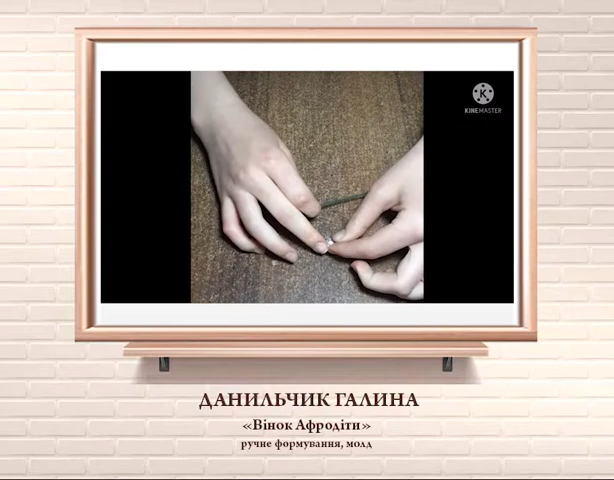 KINEMASTER
ДАНИЛЬЧИК ГАЛИНА
«Вінок Афродіти»
ручне формування, молд